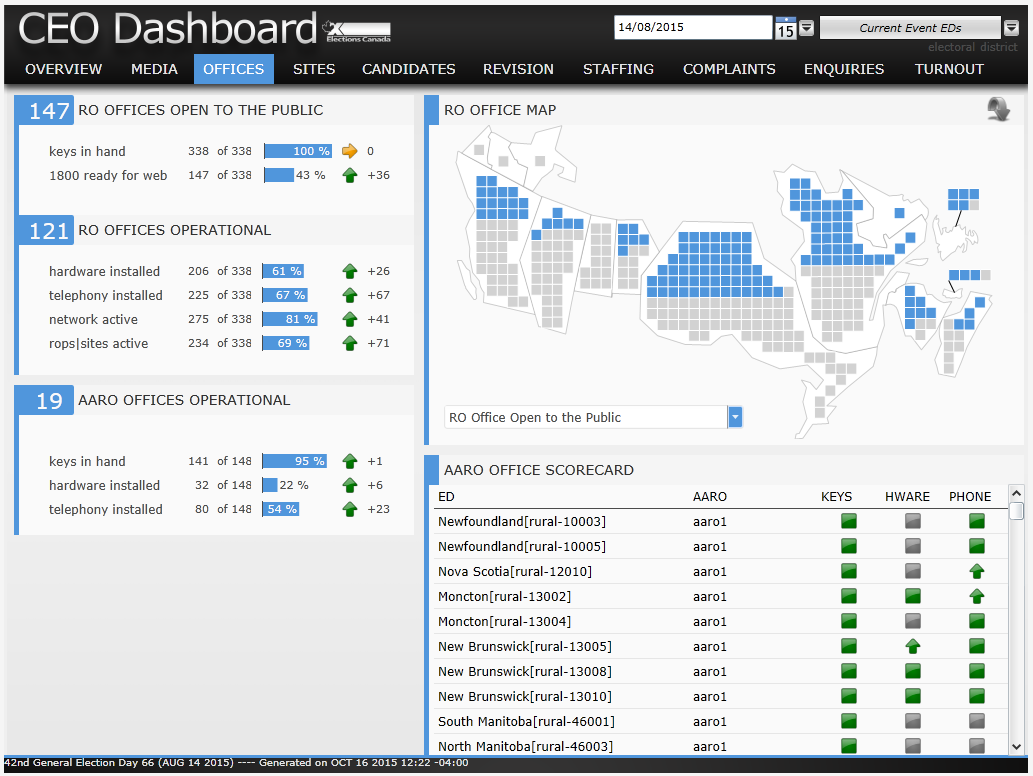 CEO Dashboard
Elections Canada
14/08/2015
15
Current Event EDs
electoral district
OVERVIEW MEDIA OFFICES SITES CANDIDATES REVISION STAFFING COMPLAINTS ENQUIRIES TURNOUT
147 RO OFFICES OPEN TO THE PUBLIC
keys in hand 338 of 338 100 % 0
1800 ready for web 147 of 338 43 % +36
121 RO OFFICES OPERATIONAL
hardware installed 206 of 338 61 % +26
telephony installed 225 of 338 67 % +67
network active 275 of 338 81 % +41
rops|sites active 234 of 338 69 % +71
19 AARO OFFICES OPERATIONAL
keys in hand 141 of 148 95 % +1
hardware installed 32 of 148 22 % +6
telephony installed 80 of 148 54 % +23
RO OFFICE MAP
RO Office Open to the Public
AARO OFFICE SCORECARD
ED AARO KEYS HWARE PHONE
Newfoundland[rural-10003] aaro1
Newfoundland[rural-10005] aaro1
Nova Scotia[rural-12010] aaro1
Moncton[rural-13002] aaro1
Moncton[rural-13004] aaro1
New Brunswick[rural-13005] aaro1
New Brunswick[rural-13008] aaro1
New Brunswick[rural-13010] aaro1
South Manitoba[rural-46001] aaro1
North Manitoba[rural-46003] aaro1
42nd General Election Day 66 (AUG 14 2015) ---- Generated on OCT 16 2015 12:22 -04:00